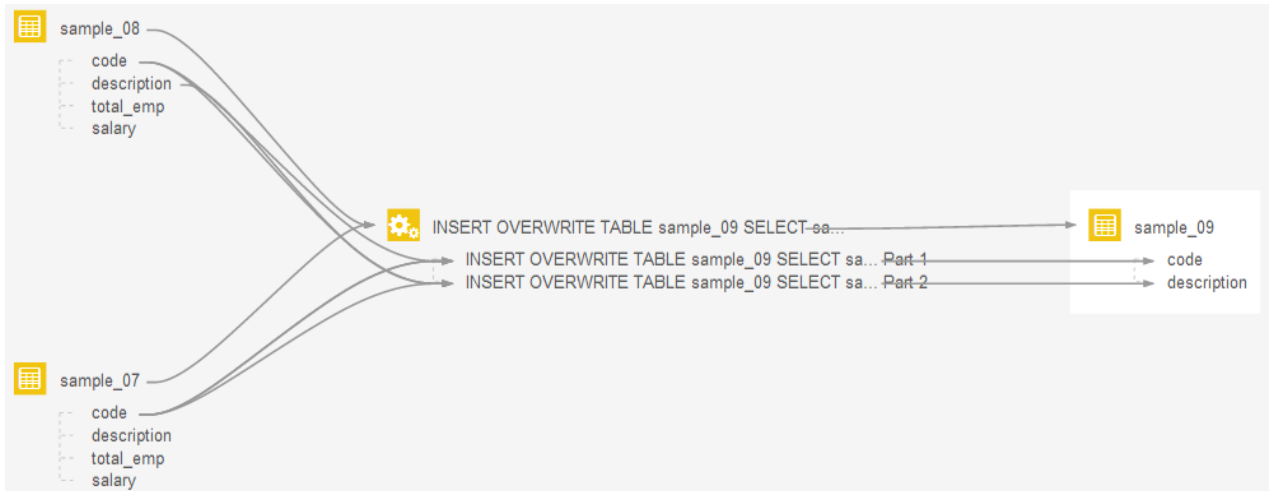 sample_08
code
description
total_emp
salary
INSERT OVERWRITE TABLE sample_09 SELECT sa...
INSERT OVERWRITE TABLE sample_09 SELECT sa... Part 1
INSERT OVERWRITE TABLE sample_09 SELECT sa... Part 2
sample_09
code
description
sample_07
code
description
total_emp
salary